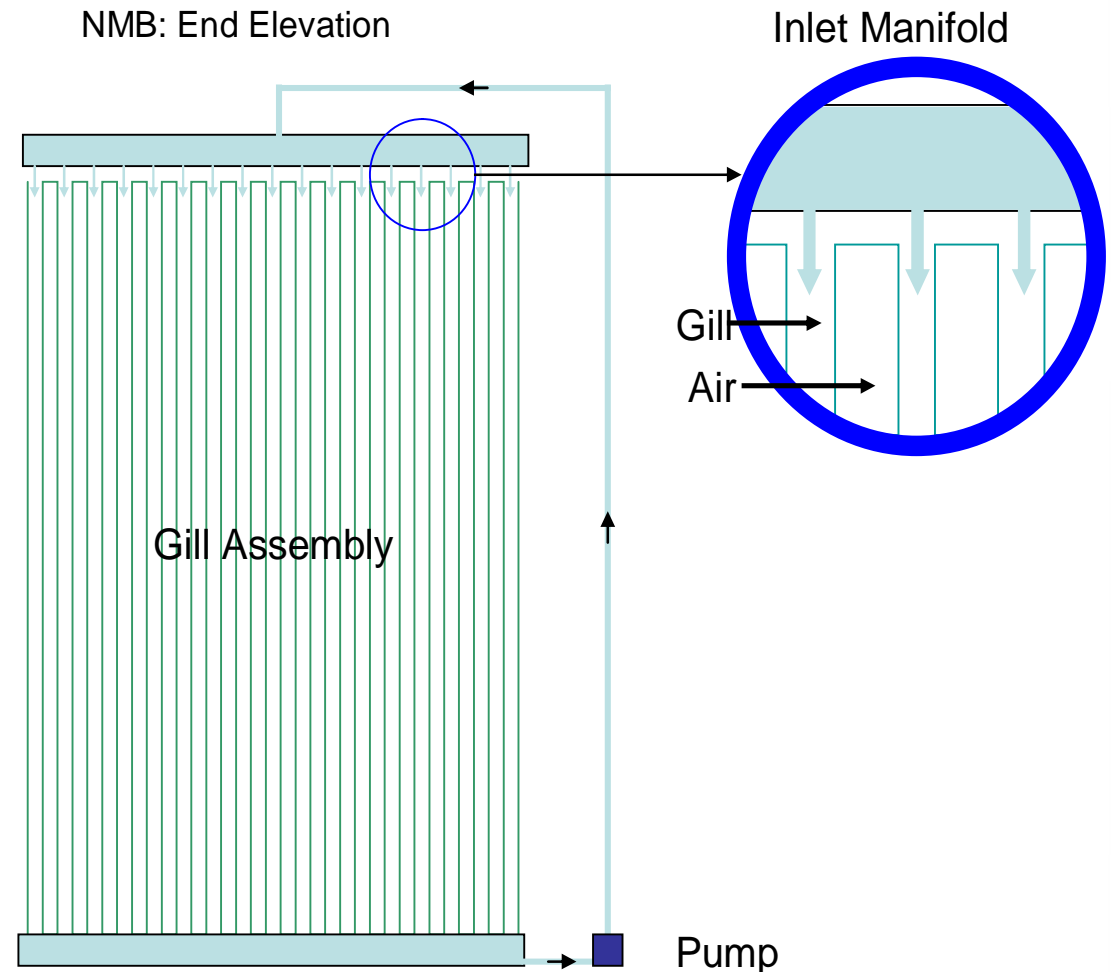 NMB: End Elevation
Inlet Manifold
Gill
Air
Gill Assembly
Pump